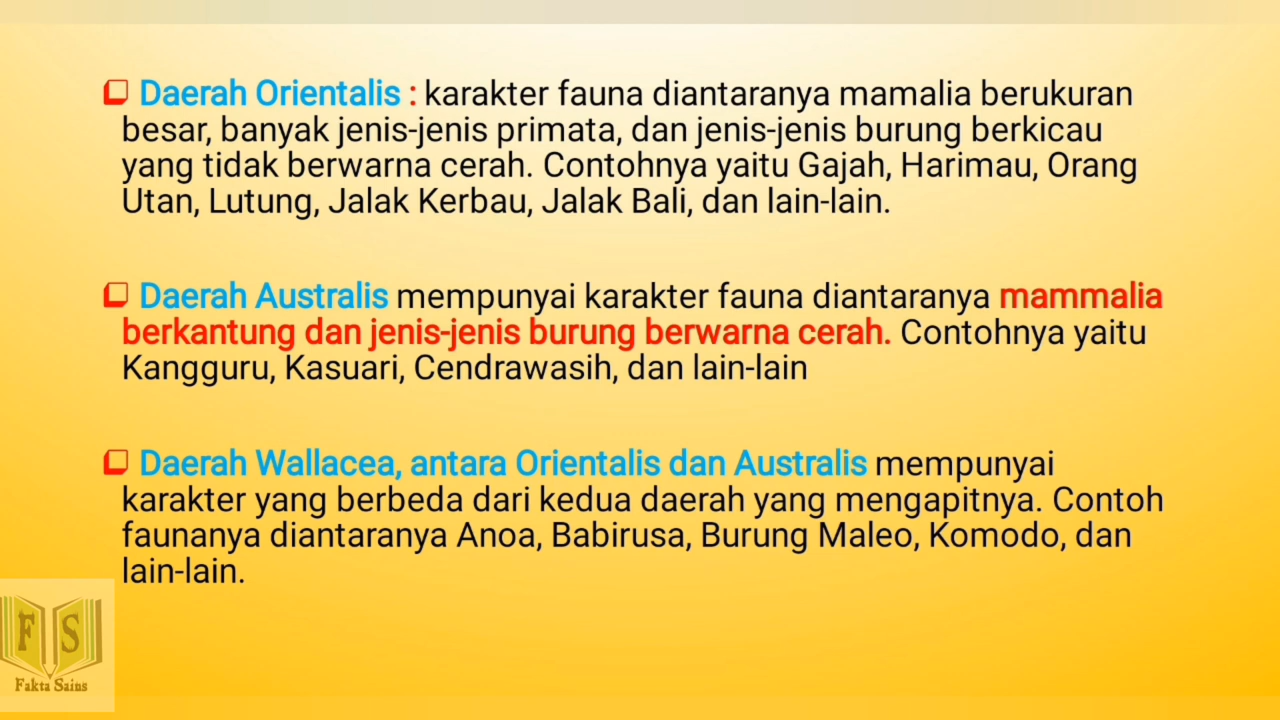 Daerah Orientalis : karakter fauna diantaranya mamalia berukuran
besar, banyak jenis-jenis primata, dan jenis-jenis burung berkicau
yang tidak berwarna cerah. Contohnya yaitu Gajah, Harimau, Orang
Utan, Lutung, Jalak Kerbau, Jalak Bali, dan lain-lain.
Daerah Australis mempunyai karakter fauna diantaranya mammalia
berkantung dan jenis-jenis burung berwarna cerah. Contohnya yaitu
Kangguru, Kasuari, Cendrawasih, dan lain-lain
Daerah Wallacea, antara Orientalis dan Australis mempunyai
karakter yang berbeda dari kedua daerah yang mengapitnya. Contoh
faunanya diantaranya Anoa, Babirusa, Burung Maleo, Komodo, dan
lain-lain.
F S
Fakta Sains